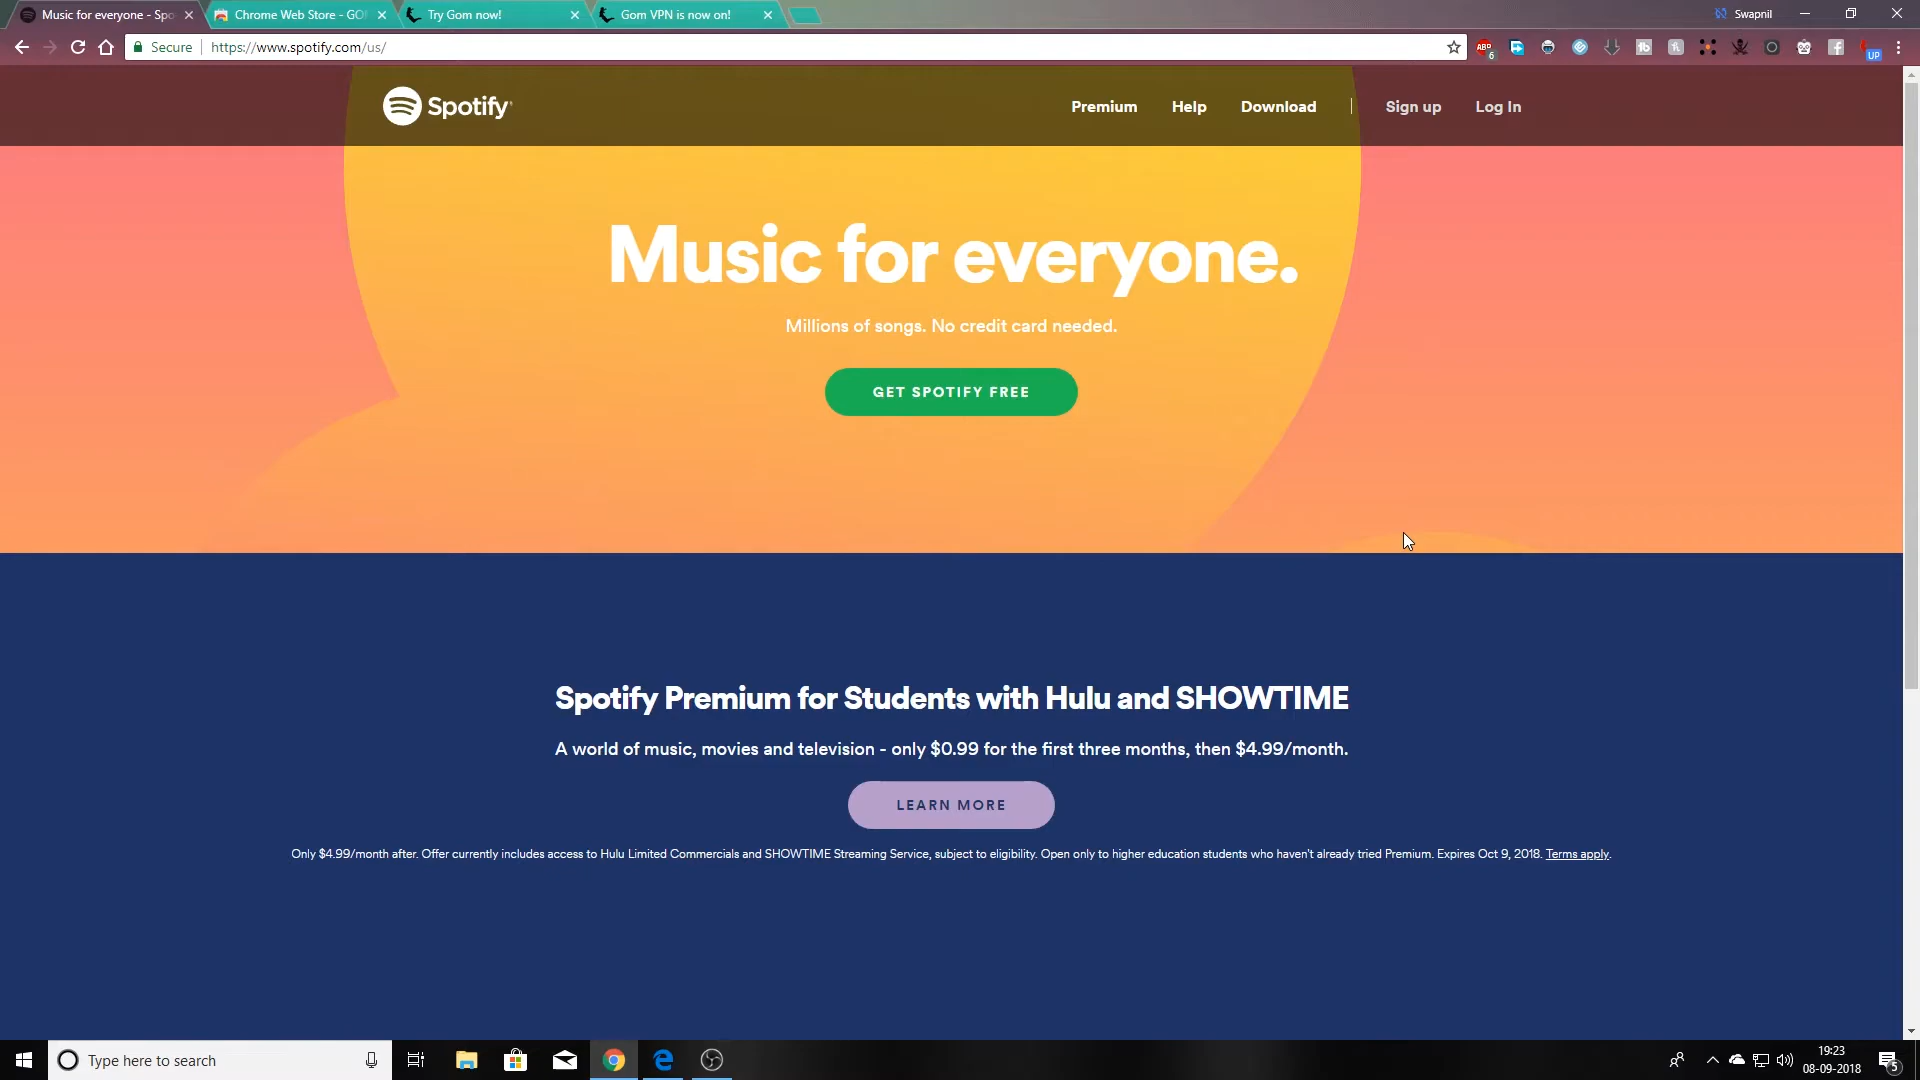 Music for everyone - Spo
Chrome Web Store - GO
Try Gom now!
Gom VPN is now on!
Swapnil
Secure
https://www.spotify.com/us/
ABP
6
UP
Spotify
Premium
Help
Download
Sign up
Log In
Music for everyone.
Millions of songs. No credit card needed.
GET SPOTIFY FREE
Spotify Premium for Students with Hulu and SHOWTIME
A world of music, movies and television - only $0.99 for the first three months, then $4.99/month.
LEARN MORE
Only $4.99/month after. Offer currently includes access to Hulu Limited Commercials and SHOWTIME Streaming Service, subject to eligibility. Open only to higher education students who haven't already tried Premium. Expires Oct 9, 2018. Terms apply.
Type here to search
19:23
08-09-2018
5